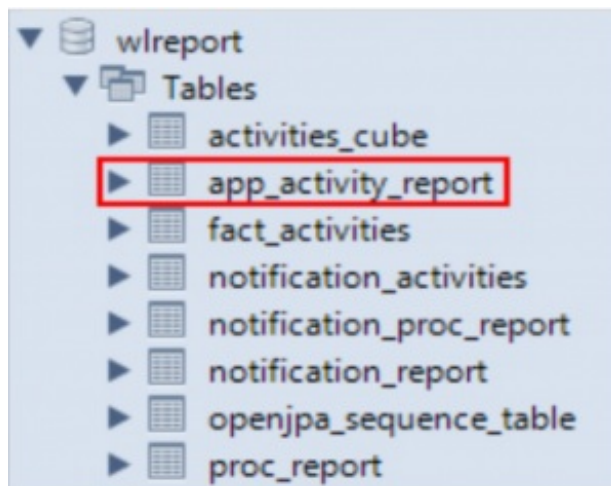 wlreport
Tables
activities_cube
app_activity_report
fact_activities
notification_activities
notification_proc_report
notification_report
openjpa_sequence_table
proc_report